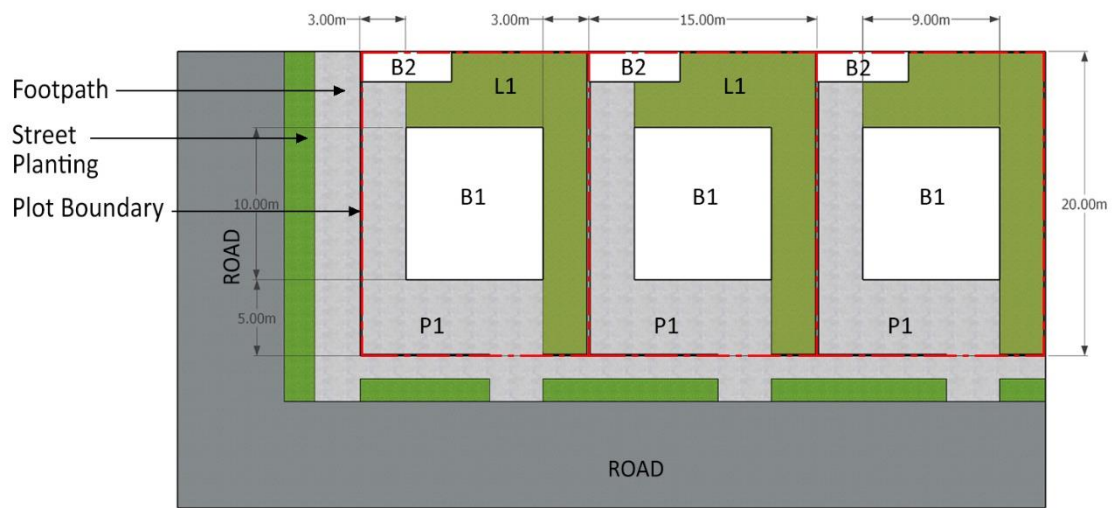 3.00m
3.00m
15.00m
9.00m
B2
B2
B2
L1
L1
Footpath
Street
Planting
Plot Boundary
10.00m
B1
B1
B1
20.00m
ROAD
5.00m
P1
P1
P1
ROAD